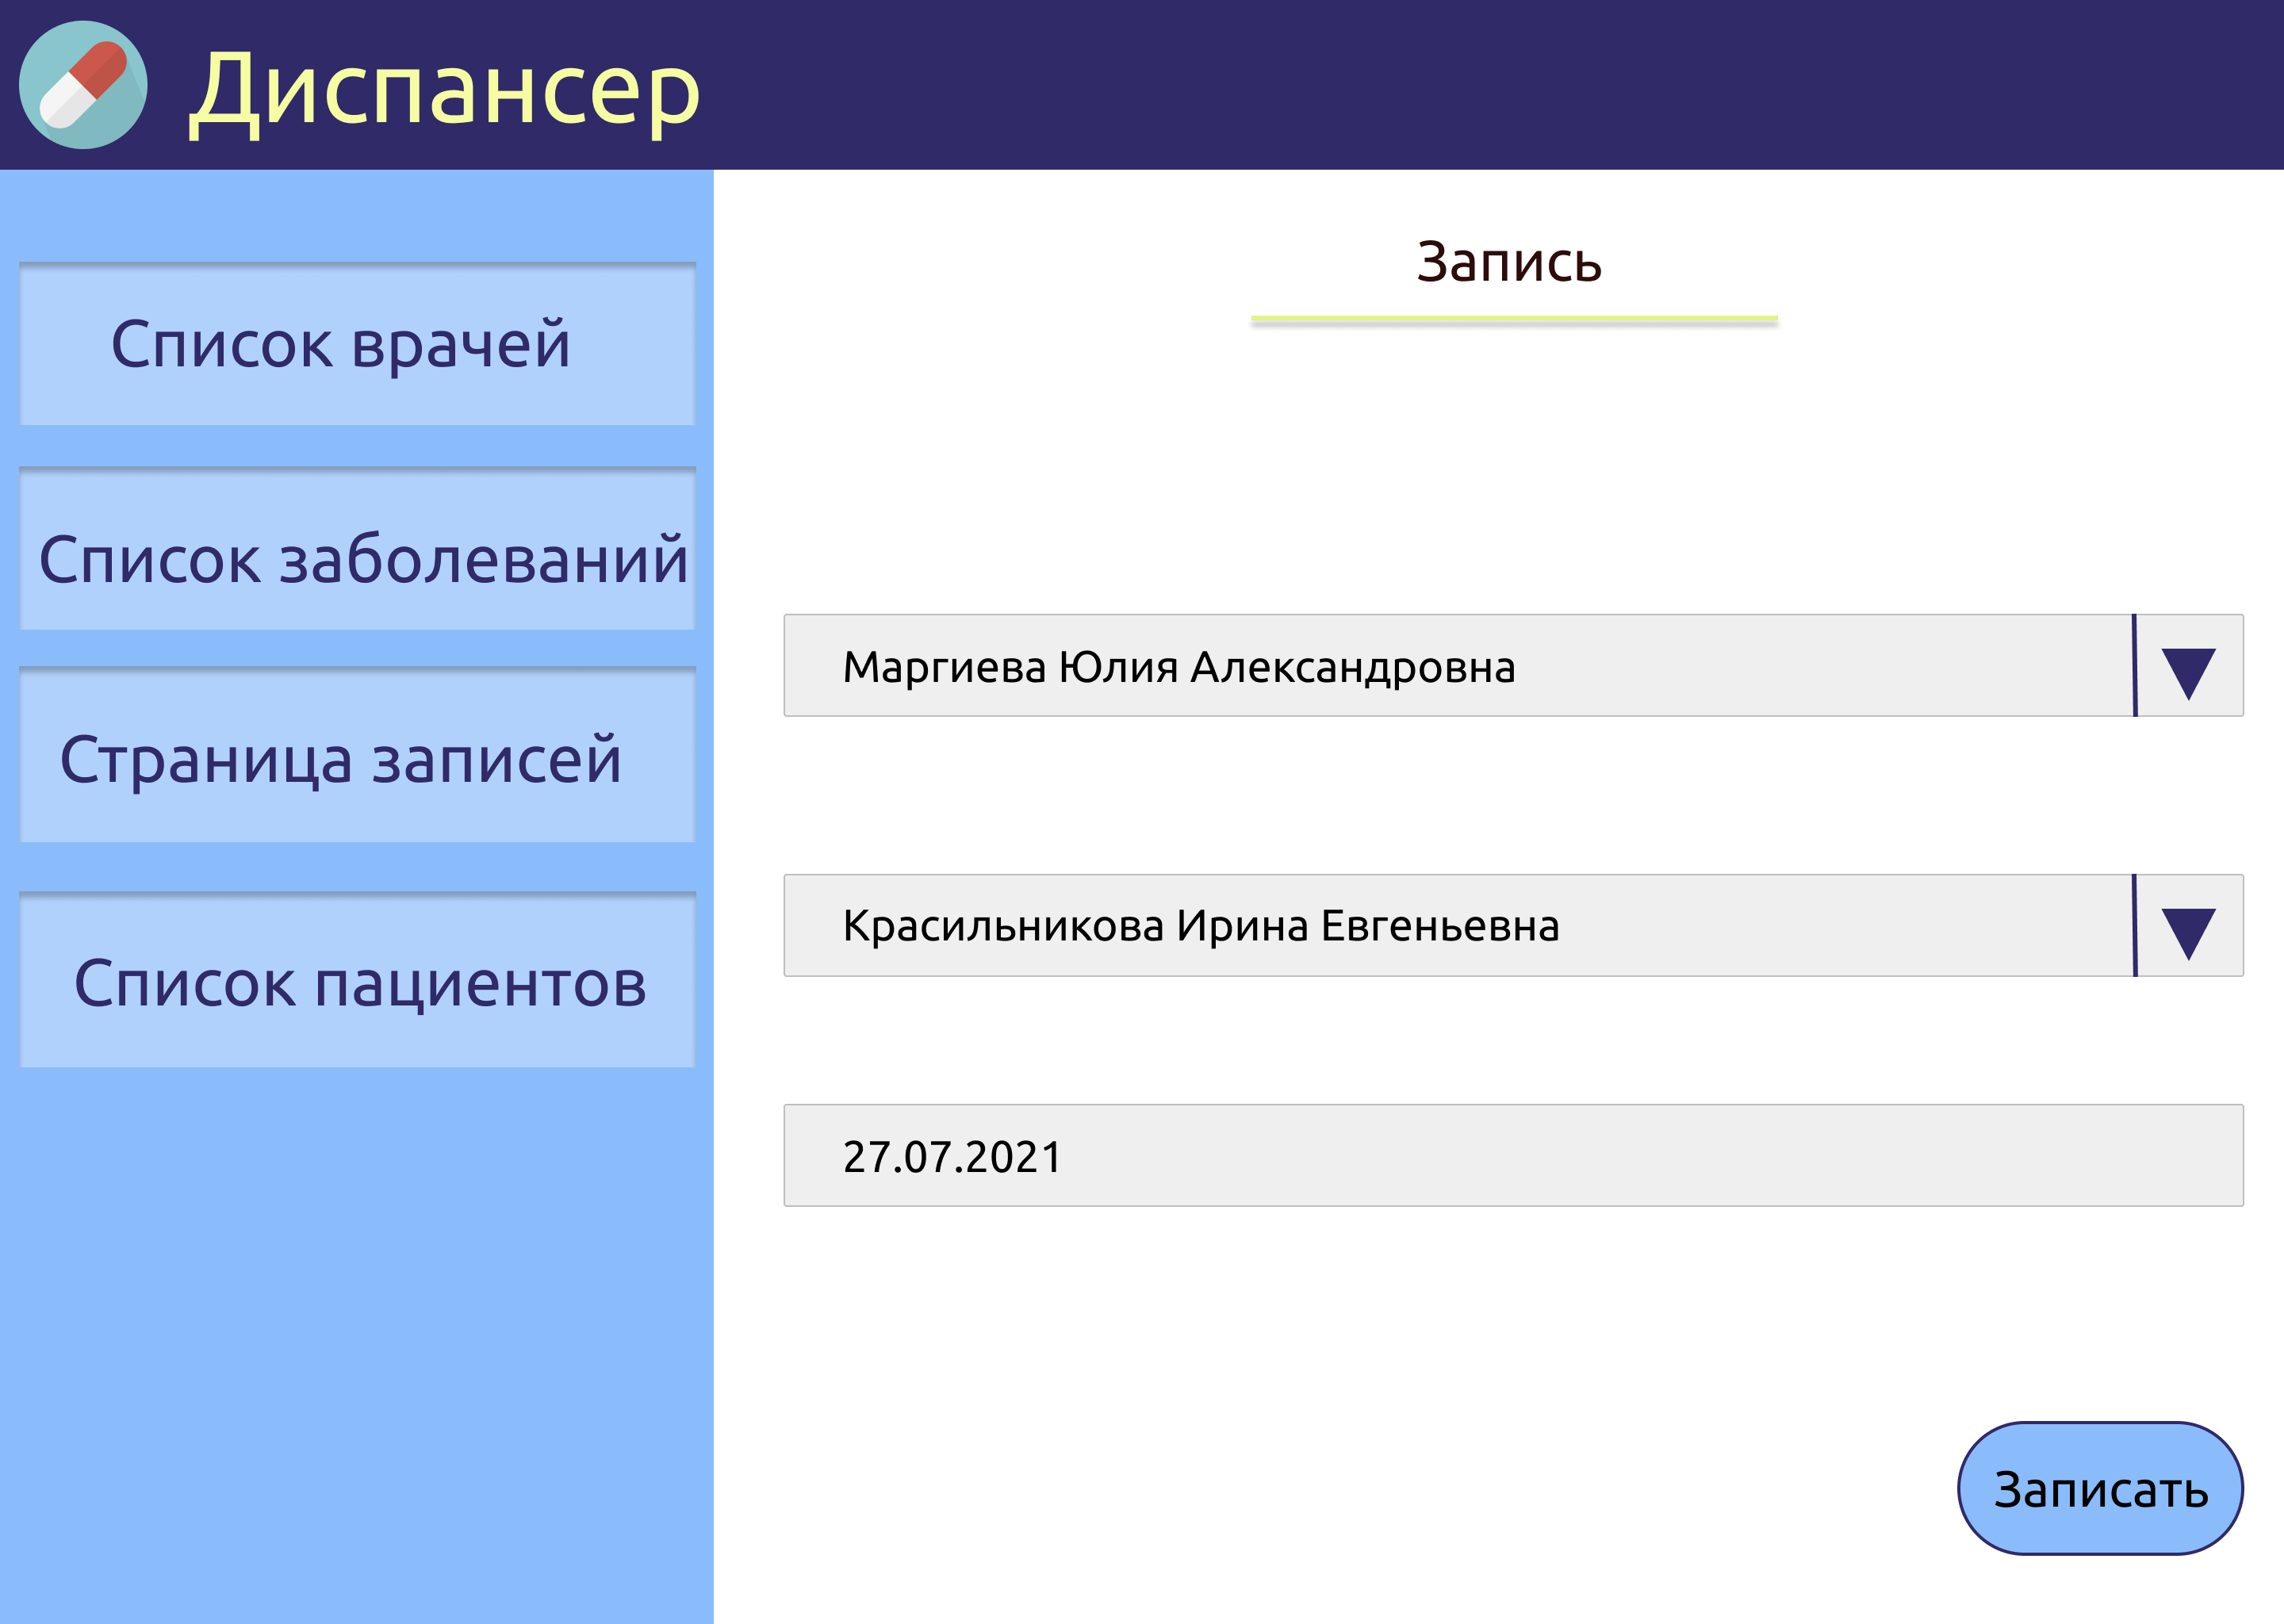 Диспансер
Список врачей
Список заболеваний
Страница записей
Список пациентов
Запись
Маргиева Юлия Александровна
Красильникова Ирина Евгеньевна
27.07.2021
Записать